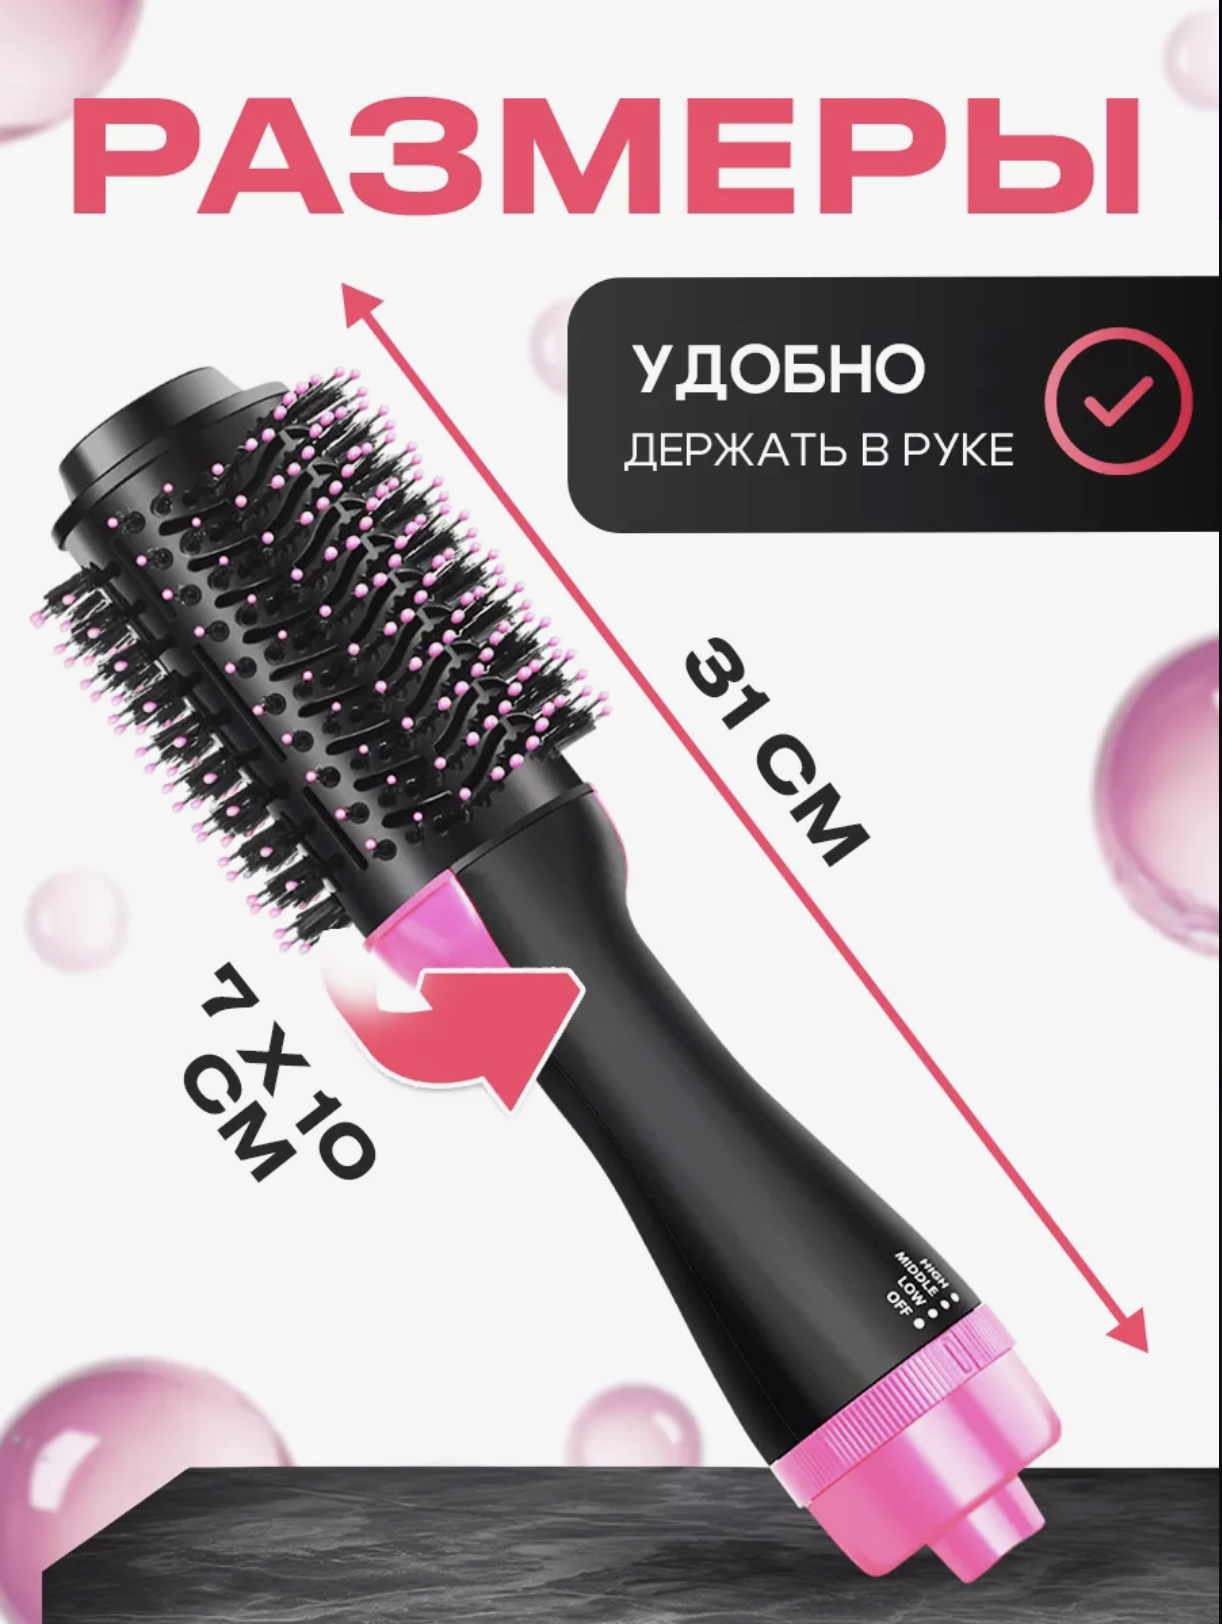 РАЗМЕРЫ
УДОБНО
ДЕРЖАТЬ В РУКЕ
31 СМ
7 Х 10
СМ
HIGH
MIDDLE
LOW
OFF